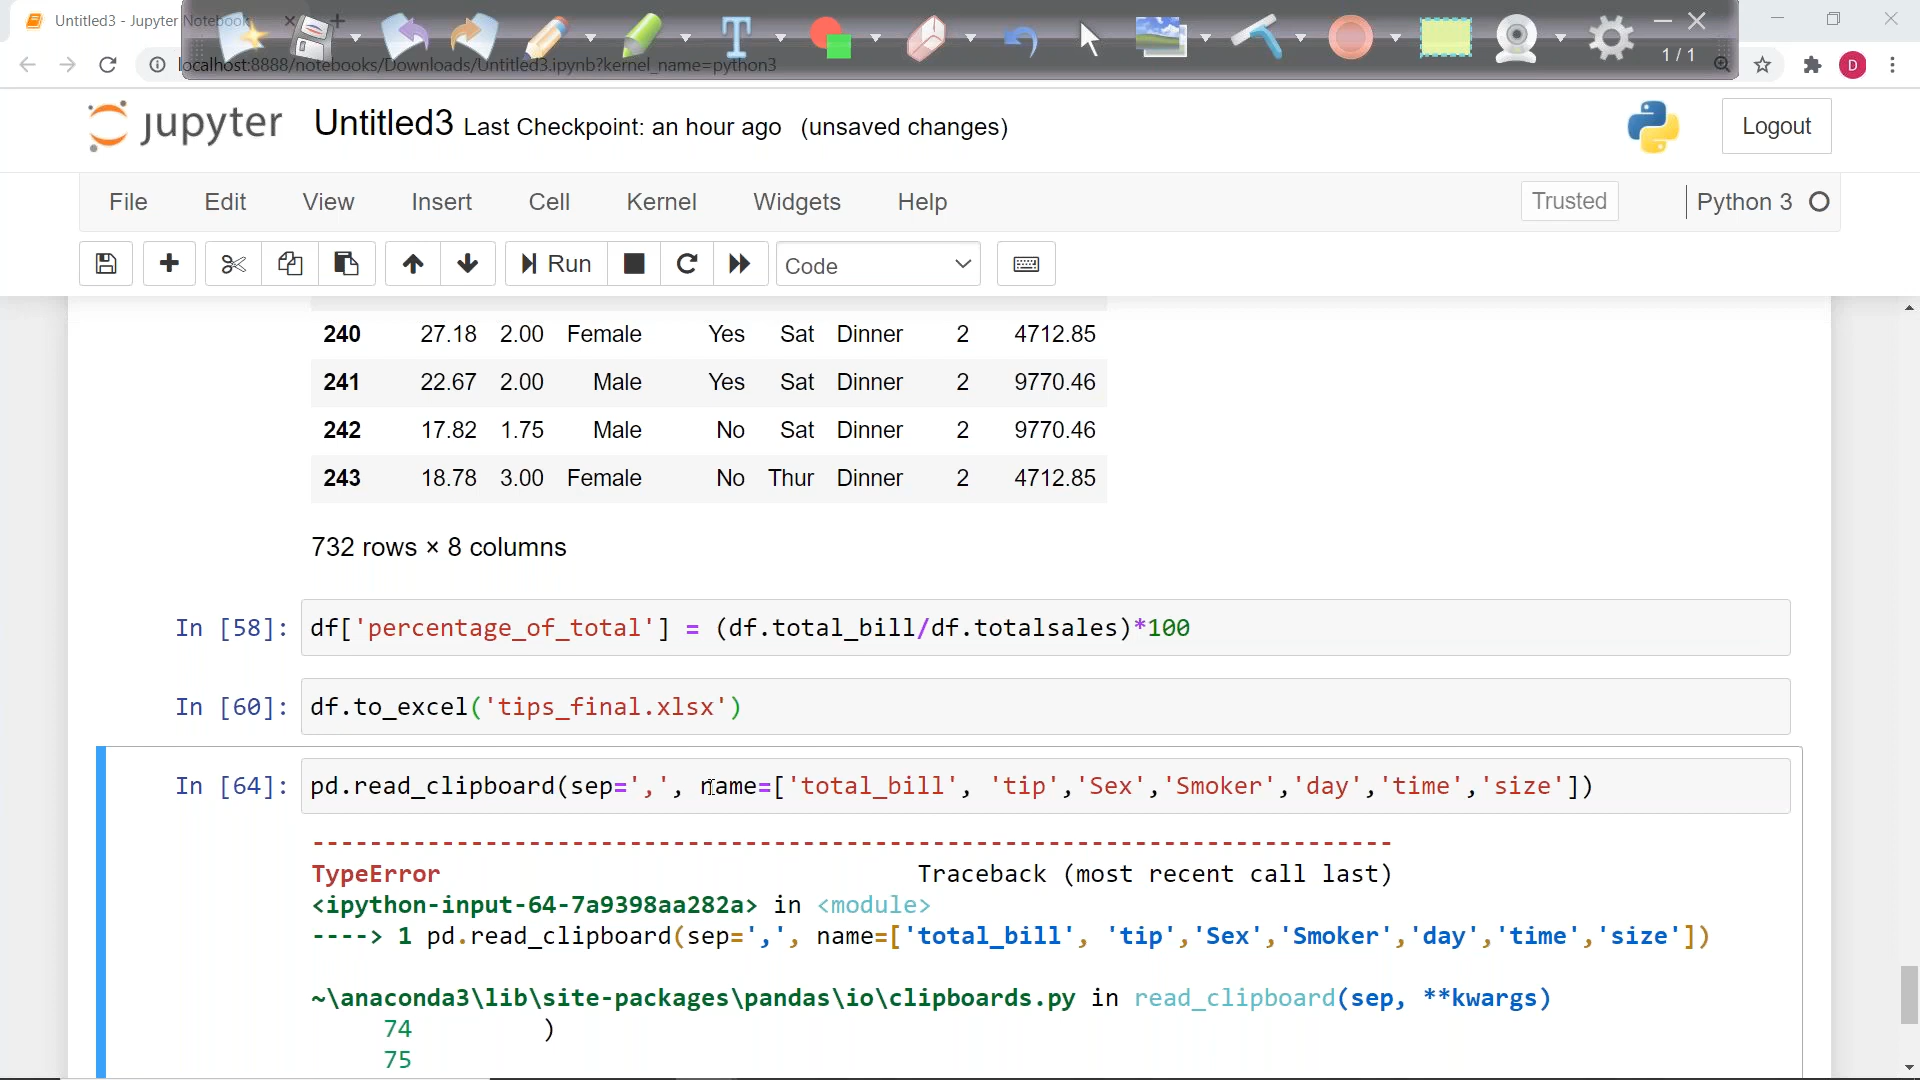 Untitled3 - Jupyter Notebook
1 / 1
localhost:8888/notebooks/Downloads/Untitled3.ipynb?kernel_name=python3
D
jupyter Untitled3 Last Checkpoint: an hour ago (unsaved changes)
Logout
File Edit View Insert Cell Kernel Widgets Help Trusted Python 3
Run Code
240 27.18 2.00 Female Yes Sat Dinner 2 4712.85
241 22.67 2.00 Male Yes Sat Dinner 2 9770.46
242 17.82 1.75 Male No Sat Dinner 2 9770.46
243 18.78 3.00 Female No Thur Dinner 2 4712.85
732 rows × 8 columns
In [58]: df['percentage_of_total'] = (df.total_bill/df.totalsales)*100
In [60]: df.to_excel('tips_final.xlsx')
In [64]: pd.read_clipboard(sep=',', name=['total_bill', 'tip','Sex','Smoker','day','time','size'])
---------------------------------------------------------------------------
TypeError Traceback (most recent call last)
<ipython-input-64-7a9398aa282a> in <module>
----> 1 pd.read_clipboard(sep=',', name=['total_bill', 'tip','Sex','Smoker','day','time','size'])
~\anaconda3\lib\site-packages\pandas\io\clipboards.py in read_clipboard(sep, **kwargs)
74 )
75